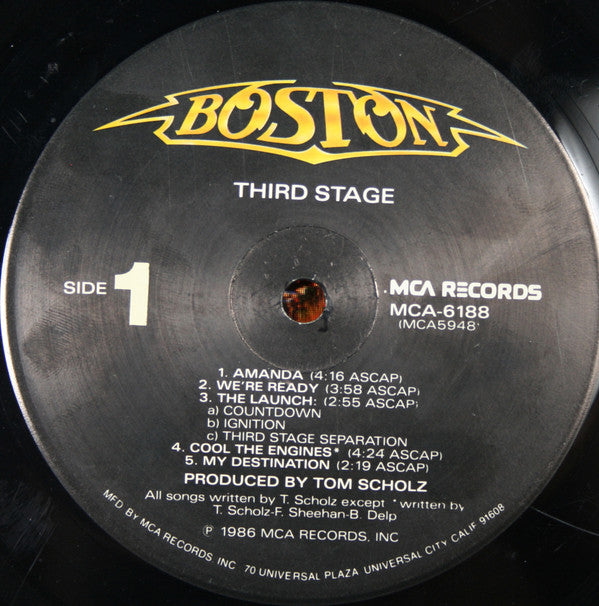 BOSTON
THIRD STAGE
SIDE 1
MCA RECORDS
MCA-6188
(MCA5948)
1. AMANDA (4:16 ASCAP)
2. WE'RE READY (3:58 ASCAP)
3. THE LAUNCH: (2:55 ASCAP)
a) COUNTDOWN
b) IGNITION
c) THIRD STAGE SEPARATION
4. COOL THE ENGINES* (4:24 ASCAP)
5. MY DESTINATION (2:19 ASCAP)
PRODUCED BY TOM SCHOLZ
All songs written by T. Scholz except * written by
T. Scholz-F. Sheehan-B. Delp
℗ 1986 MCA RECORDS, INC
MFD BY MCA RECORDS INC 70 UNIVERSAL PLAZA UNIVERSAL CITY CALIF 91608